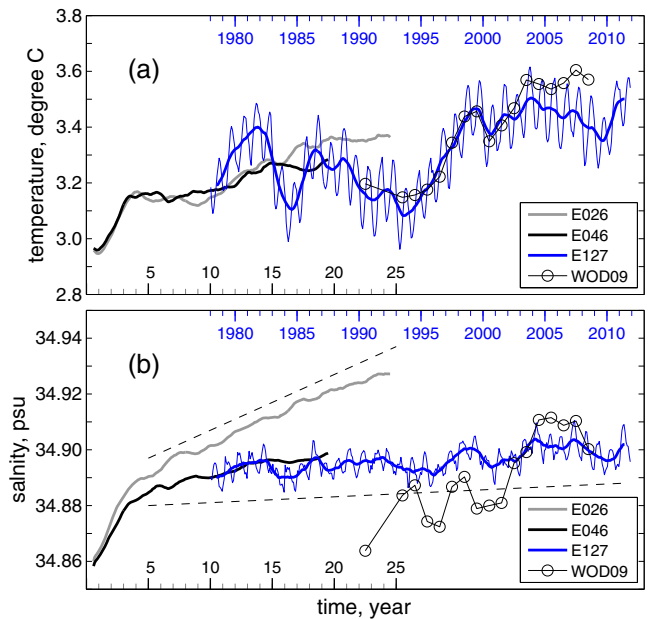 3.8
1980 1985 1990 1995 2000 2005 2010
3.6
(a)
3.4
temperature, degree C
3.2
3.0
2.8
E026
E046
E127
WOD09
5 10 15 20 25
34.94
1980 1985 1990 1995 2000 2005 2010
(b)
34.92
salnity, psu
34.90
34.88
34.86
E026
E046
E127
WOD09
5 10 15 20 25
time, year